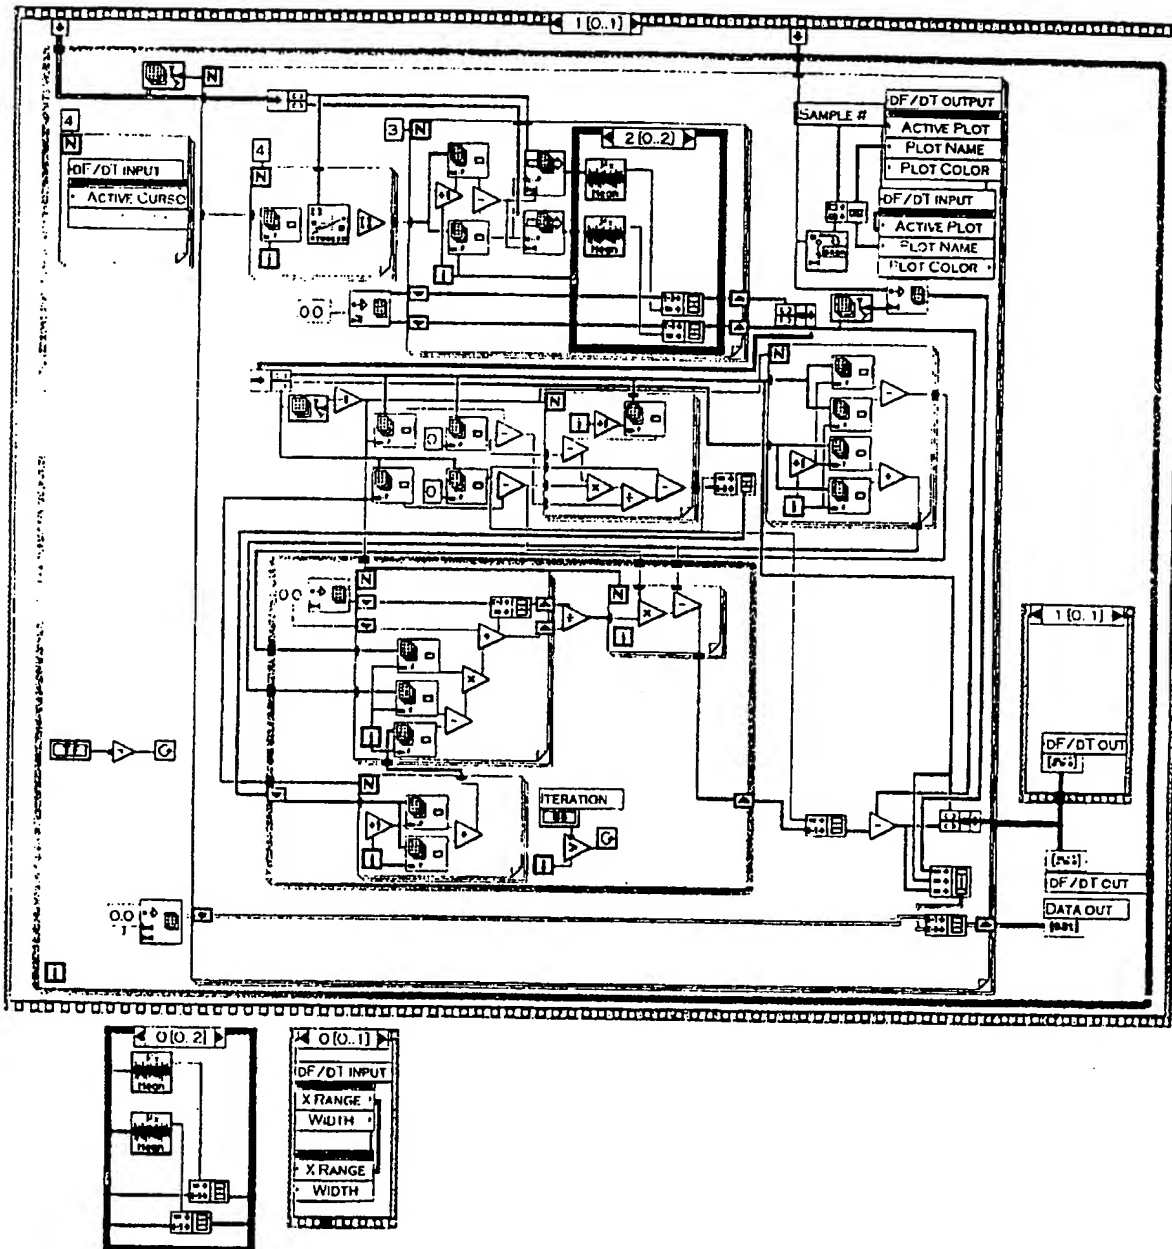 1 [0..1]
N
SAMPLE #
DF/DT OUTPUT
ACTIVE PLOT
PLOT NAME
PLOT COLOR
4
N
DF/DT INPUT
ACTIVE CURSO
4
N
3 N
2 [0..2]
Mean
Mean
DF/DT INPUT
ACTIVE PLOT
PLOT NAME
PLOT COLOR
i
i
0.0
N
N
0
0
i
i
N
0.0
N
i
i
1 [0..1]
DF/DT OUT
N
ITERATION
i
i
DF/DT OUT
DATA OUT
0.0
i
0 [0..2]
Mean
Mean
0 [0..1]
DF/DT INPUT
X RANGE
WIDTH
X RANGE
WIDTH